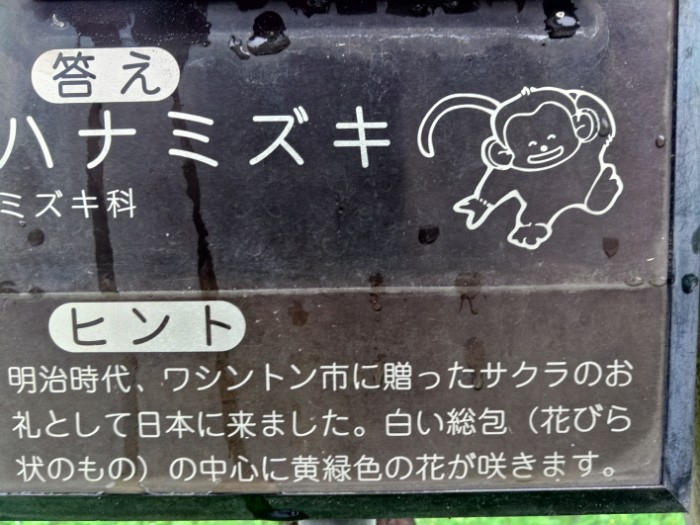 答え
ハナミズキ
ミズキ科
ヒント
明治時代、ワシントン市に贈ったサクラのお
礼として日本に来ました。白い総包（花びら
状のもの）の中心に黄緑色の花が咲きます。